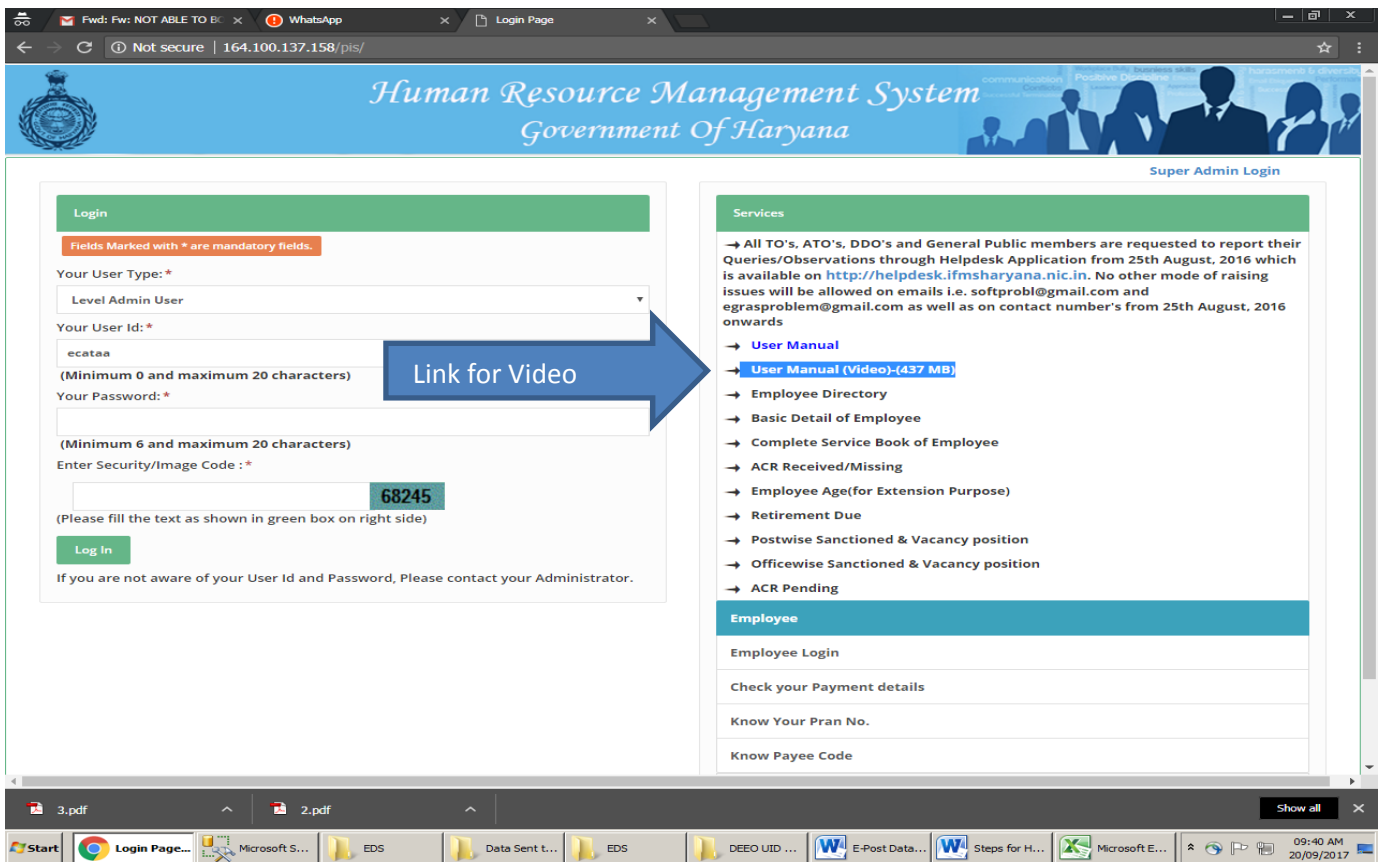 Fwd: Fw: NOT ABLE TO BO
WhatsApp
Login Page
Not secure | 164.100.137.158/pis/
Human Resource Management System
Government Of Haryana
Super Admin Login
Login
Fields Marked with * are mandatory fields.
Your User Type: *
Level Admin User
Your User Id: *
ecataa
(Minimum 0 and maximum 20 characters)
Your Password: *
(Minimum 6 and maximum 20 characters)
Enter Security/Image Code : *
68245
(Please fill the text as shown in green box on right side)
Log In
If you are not aware of your User Id and Password, Please contact your Administrator.
Link for Video
Services
→ All TO's, ATO's, DDO's and General Public members are requested to report their
Queries/Observations through Helpdesk Application from 25th August, 2016 which
is available on http://helpdesk.ifmsharyana.nic.in. No other mode of raising
issues will be allowed on emails i.e. softprobl@gmail.com and
egrasproblem@gmail.com as well as on contact number's from 25th August, 2016
onwards
→ User Manual
→ User Manual (Video)-(437 MB)
→ Employee Directory
→ Basic Detail of Employee
→ Complete Service Book of Employee
→ ACR Received/Missing
→ Employee Age(for Extension Purpose)
→ Retirement Due
→ Postwise Sanctioned & Vacancy position
→ Officewise Sanctioned & Vacancy position
→ ACR Pending
Employee
Employee Login
Check your Payment details
Know Your Pran No.
Know Payee Code
3.pdf
2.pdf
Show all
Start
Login Page...
Microsoft S...
EDS
Data Sent t...
EDS
DEEO UID ...
E-Post Data...
Steps for H...
Microsoft E...
09:40 AM
20/09/2017